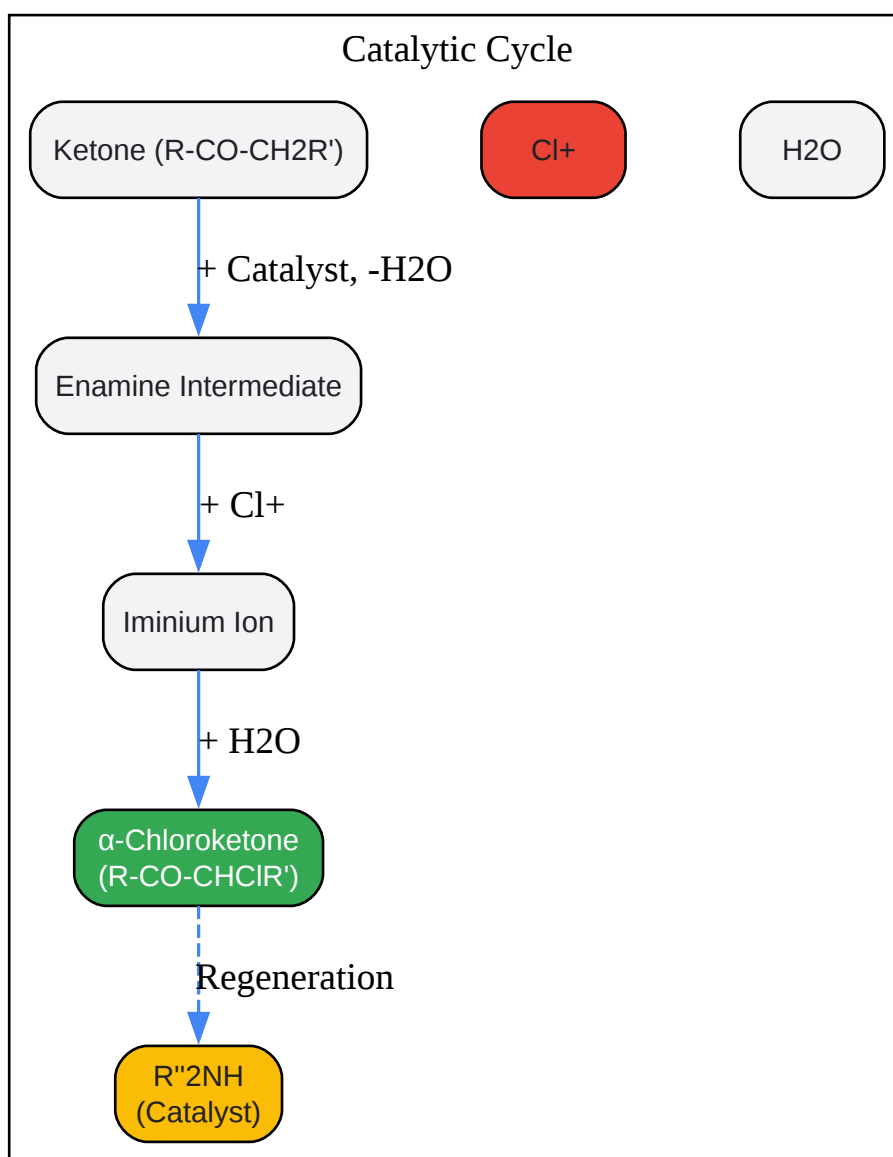 Catalytic Cycle
Ketone (R-CO-CH2R')
Cl+
H2O
+ Catalyst, -H2O
Enamine Intermediate
+ Cl+
Iminium Ion
+ H2O
α-Chloroketone
(R-CO-CHClR')
Regeneration
R"2NH
(Catalyst)